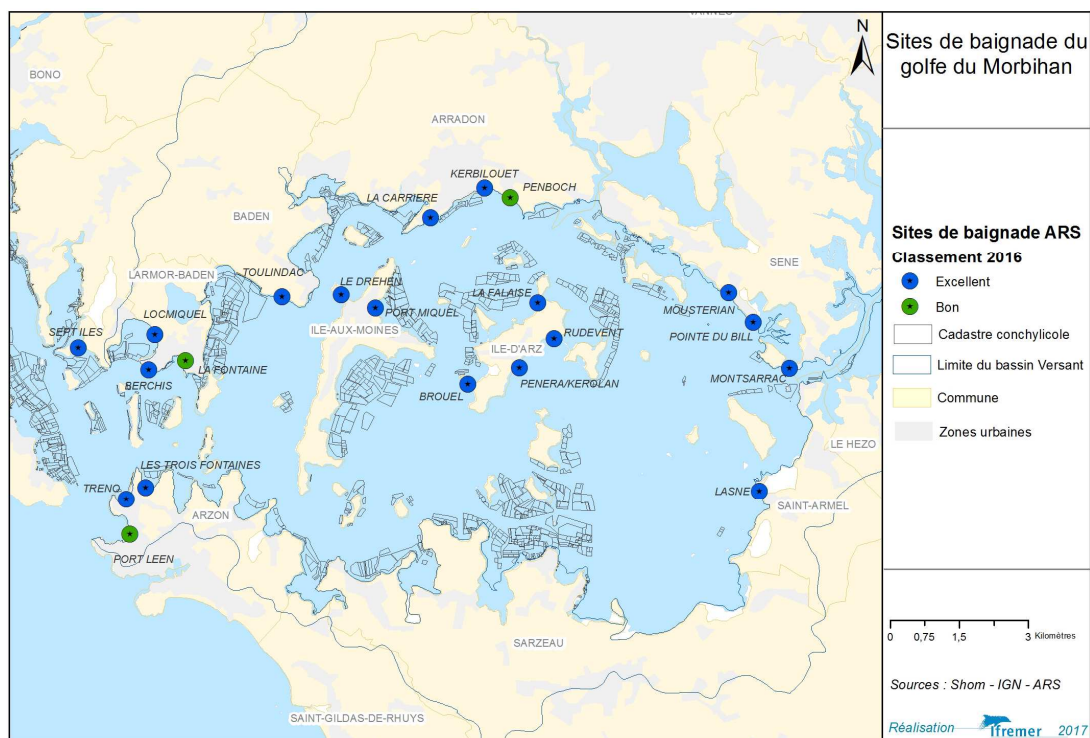 VANNES
BONO
ARRADON
KERBILOUET
PENBOCH
LA CARRIERE
BADEN
SENE
TOULINDAC
LARMOR-BADEN
LE DREHEN
LA FALAISE
LOCMIQUEL
PORT MIQUEL
MOUSTERIAN
SEPT ILES
ILE-AUX-MOINES
RUDEVENT
POINTE DU BILL
ILE-D'ARZ
LA FONTAINE
BERCHIS
PENERA/KEROLAN
MONTSARRAC
BROUEL
LE HEZO
LES TROIS FONTAINES
TRENO
LASNE
SAINT-ARMEL
ARZON
PORT LEEN
SARZEAU
SAINT-GILDAS-DE-RHUYS
N
Sites de baignade du
golfe du Morbihan
Sites de baignade ARS
Classement 2016
Excellent
Bon
Cadastre conchylicole
Limite du bassin Versant
Commune
Zones urbaines
0 0,75 1,5 3 Kilomètres
Sources : Shom - IGN - ARS
Réalisation Ifremer 2017